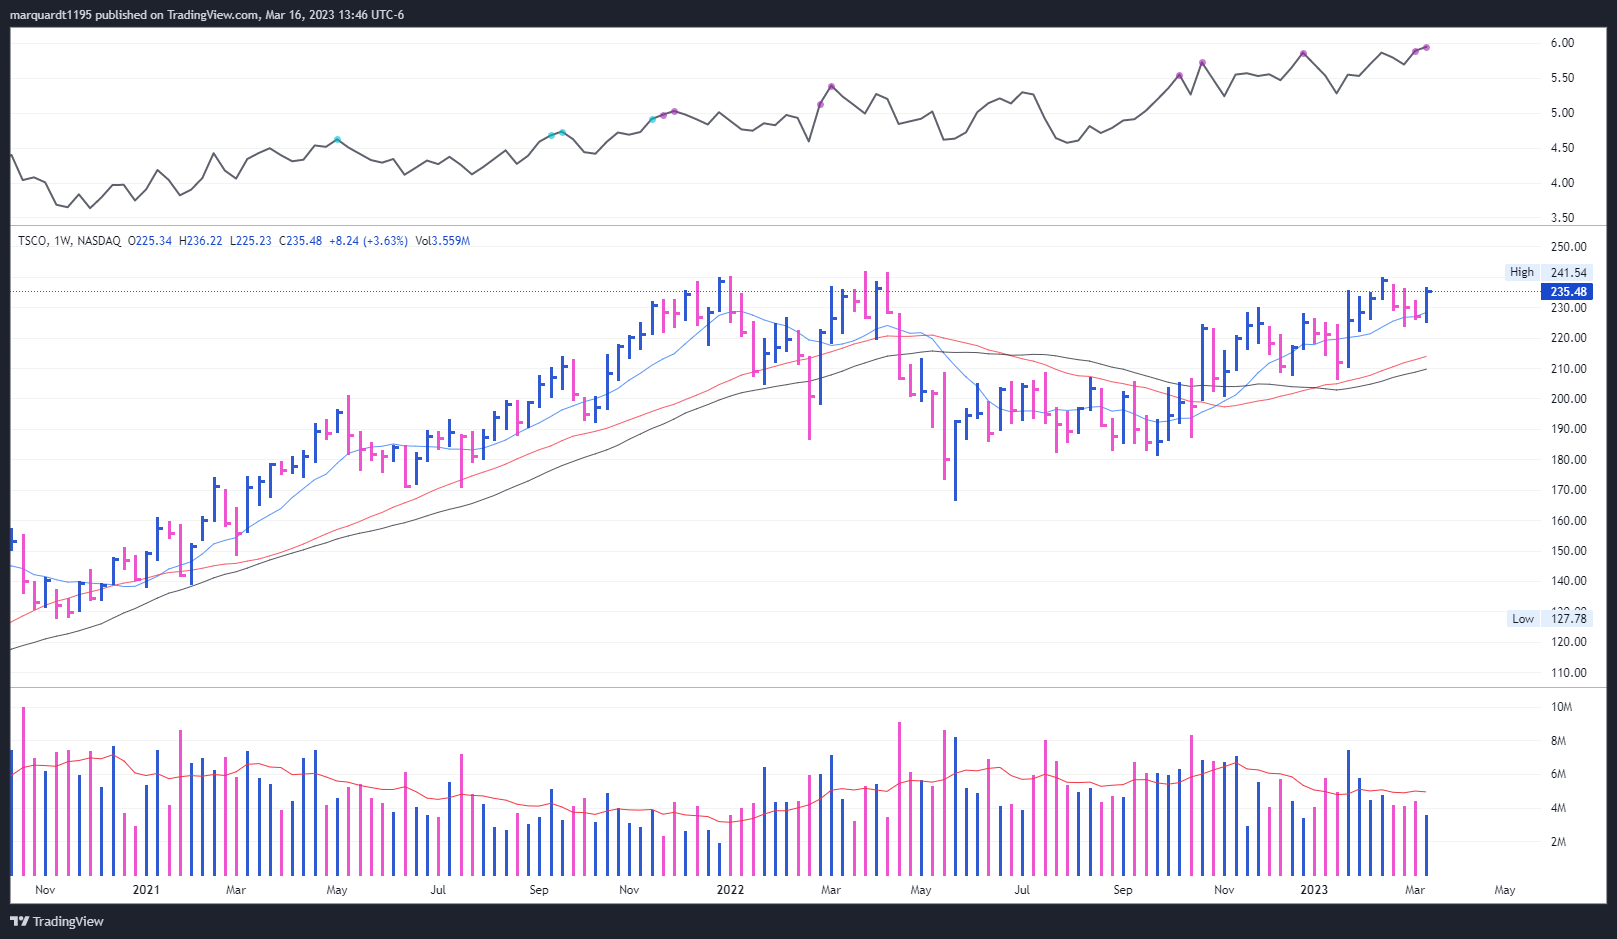 marquardt1195 published on TradingView.com, Mar 16, 2023 13:46 UTC-6
6.00
5.50
5.00
4.50
4.00
3.50
TSCO, 1W, NASDAQ O225.34 H236.22 L225.23 C235.48 +8.24 (+3.63%) Vol3.559M
250.00
High 241.54
235.48
230.00
220.00
210.00
200.00
190.00
180.00
170.00
160.00
150.00
140.00
130.00
Low 127.78
120.00
110.00
10M
8M
6M
4M
2M
Nov 2021 Mar May Jul Sep Nov 2022 Mar May Jul Sep Nov 2023 Mar May
TradingView